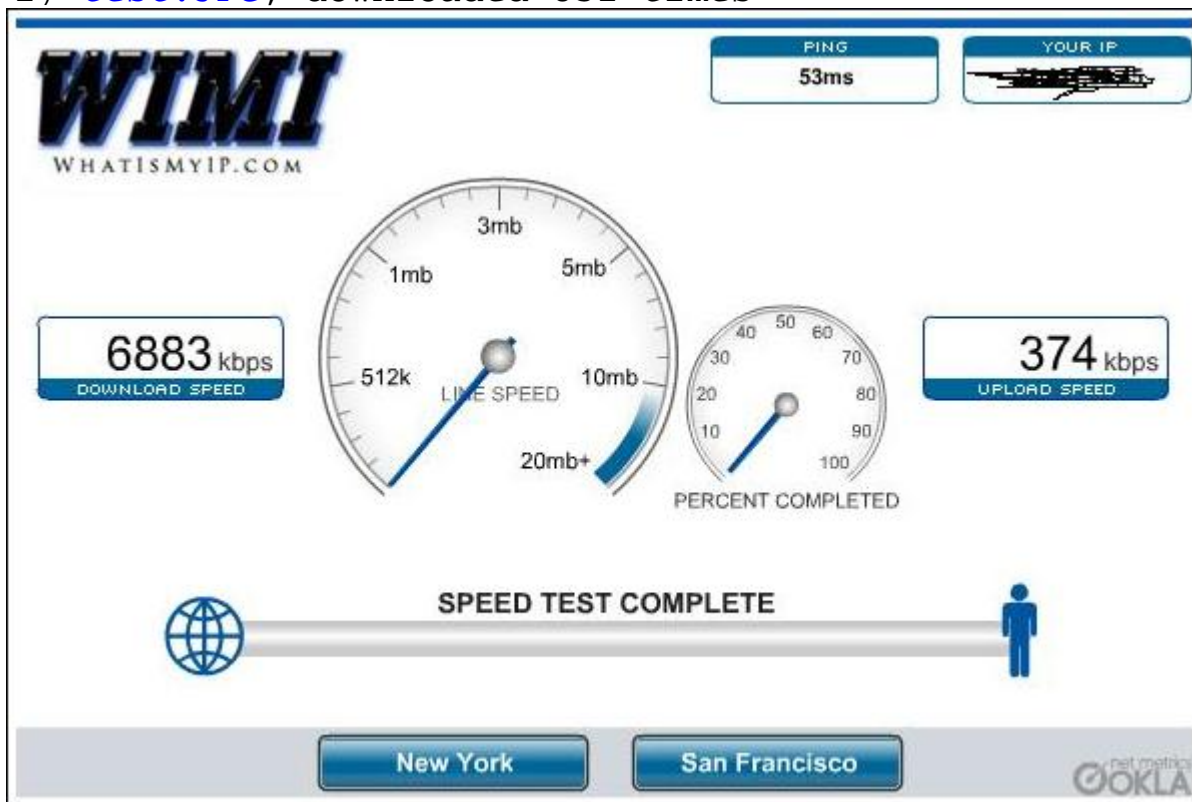 PING
53ms
YOUR IP
WIMI
WHATISMYIP.COM
3mb
1mb
5mb
512k
10mb
20mb+
LINE SPEED
6883 kbps
DOWNLOAD SPEED
50
40
60
30
70
20
80
10
90
100
PERCENT COMPLETED
374 kbps
UPLOAD SPEED
SPEED TEST COMPLETE
New York
San Francisco
net metrics
OOKLA